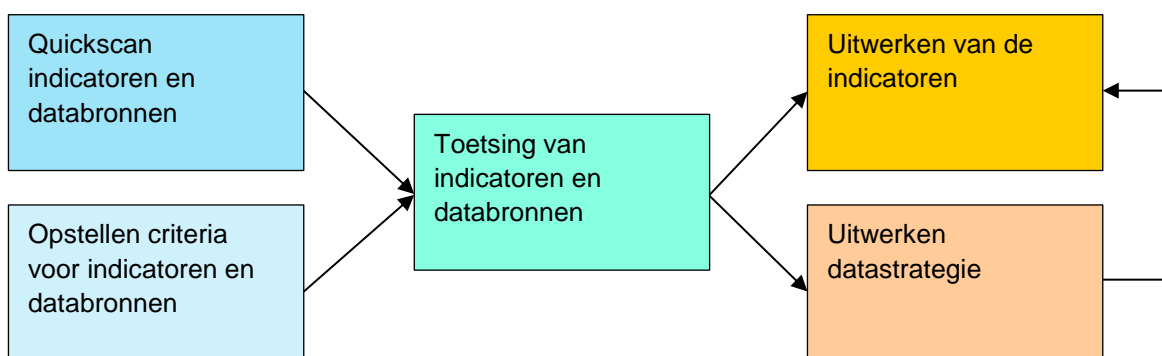 Quickscan
indicatoren en
databronnen
Opstellen criteria
voor indicatoren en
databronnen
Toetsing van
indicatoren en
databronnen
Uitwerken van de
indicatoren
Uitwerken
datastrategie